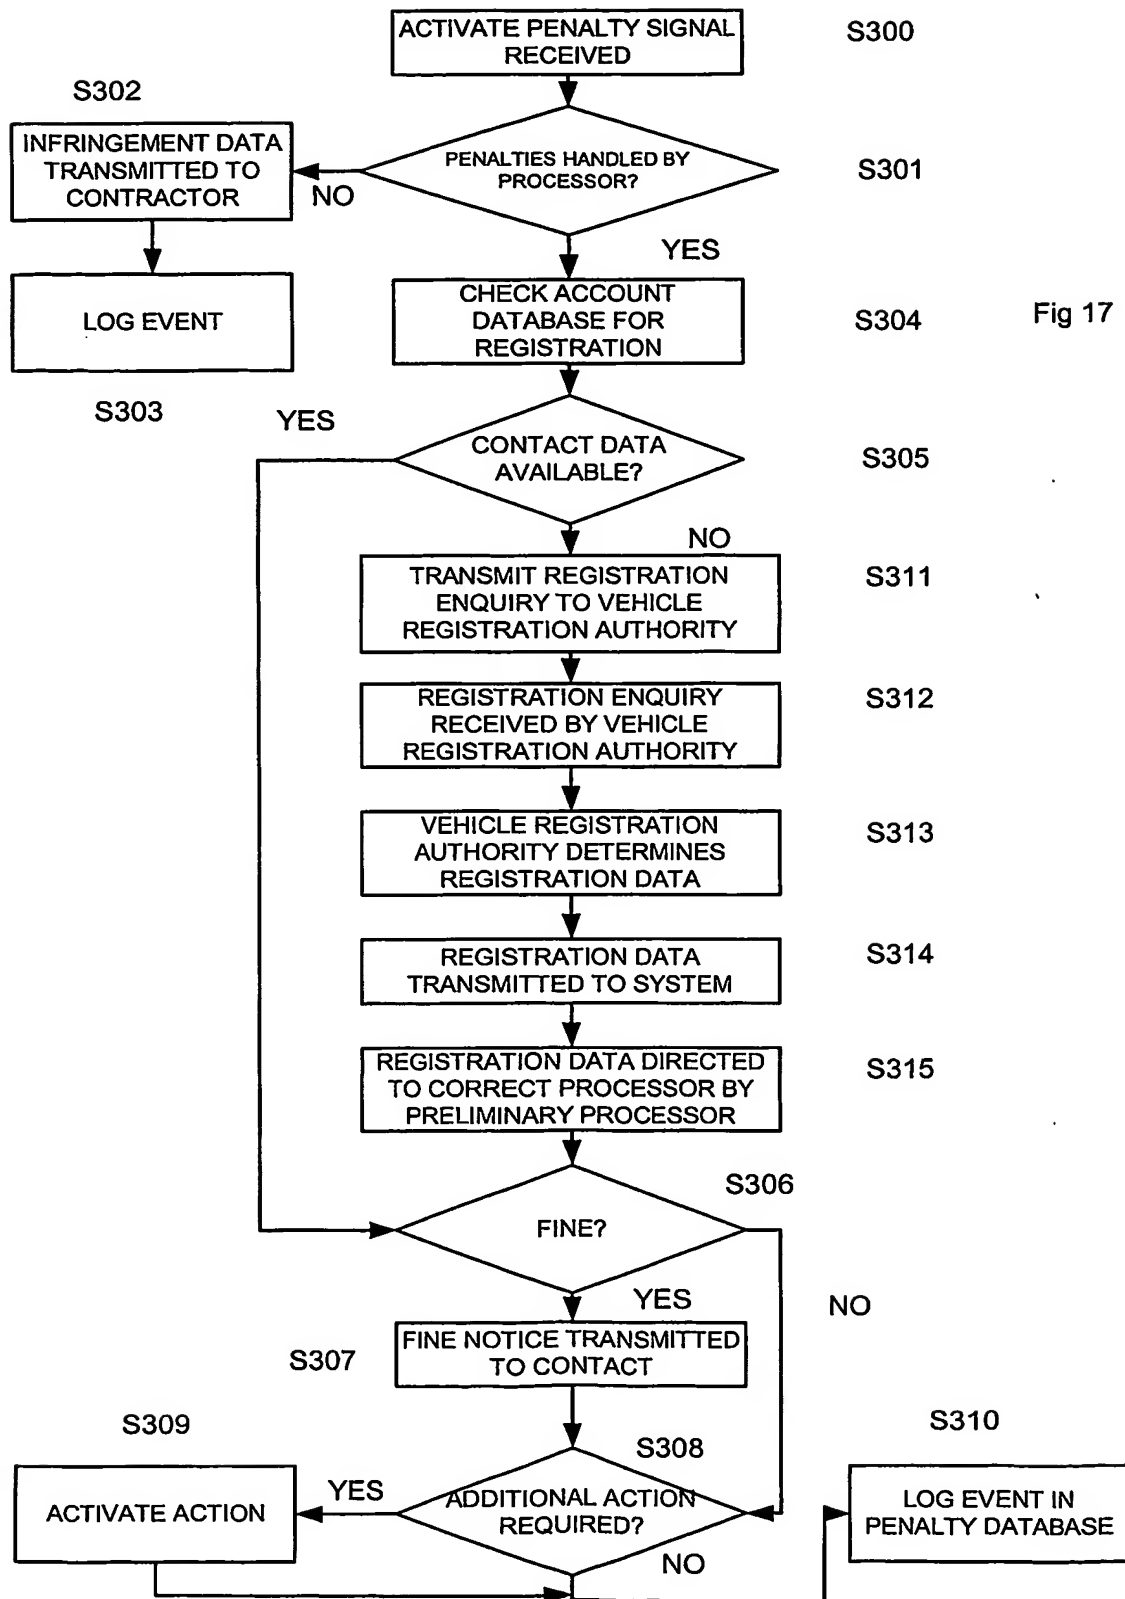 ACTIVATE PENALTY SIGNAL
RECEIVED
S300
S302
INFRINGEMENT DATA
TRANSMITTED TO
CONTRACTOR
NO
PENALTIES HANDLED BY
PROCESSOR?
S301
YES
LOG EVENT
S303
CHECK ACCOUNT
DATABASE FOR
REGISTRATION
S304
Fig 17
YES
CONTACT DATA
AVAILABLE?
S305
NO
TRANSMIT REGISTRATION
ENQUIRY TO VEHICLE
REGISTRATION AUTHORITY
S311
REGISTRATION ENQUIRY
RECEIVED BY VEHICLE
REGISTRATION AUTHORITY
S312
VEHICLE REGISTRATION
AUTHORITY DETERMINES
REGISTRATION DATA
S313
REGISTRATION DATA
TRANSMITTED TO SYSTEM
S314
REGISTRATION DATA DIRECTED
TO CORRECT PROCESSOR BY
PRELIMINARY PROCESSOR
S315
S306
FINE?
YES
NO
S307
FINE NOTICE TRANSMITTED
TO CONTACT
S309
S308
S310
ACTIVATE ACTION
YES
ADDITIONAL ACTION
REQUIRED?
NO
LOG EVENT IN
PENALTY DATABASE